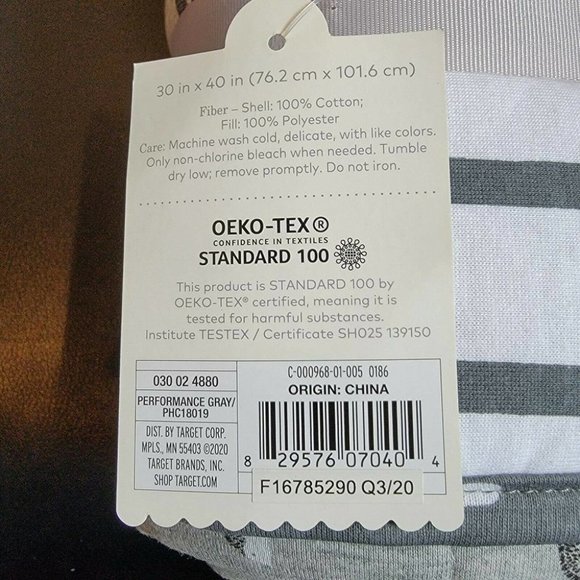 30 in x 40 in (76.2 cm x 101.6 cm)
Fiber – Shell: 100% Cotton;
Fill: 100% Polyester
Care: Machine wash cold, delicate, with like colors.
Only non-chlorine bleach when needed. Tumble
dry low; remove promptly. Do not iron.
OEKO-TEX®
CONFIDENCE IN TEXTILES
STANDARD 100
This product is STANDARD 100 by
OEKO-TEX® certified, meaning it is
tested for harmful substances.
Institute TESTEX / Certificate SH025 139150
030 02 4880
PERFORMANCE GRAY/
PHC18019
DIST. BY TARGET CORP.
MPLS., MN 55403 ©2020
TARGET BRANDS, INC.
SHOP TARGET.COM
C-000968-01-005 0186
ORIGIN: CHINA
8 29576 07040 4
F16785290 Q3/20